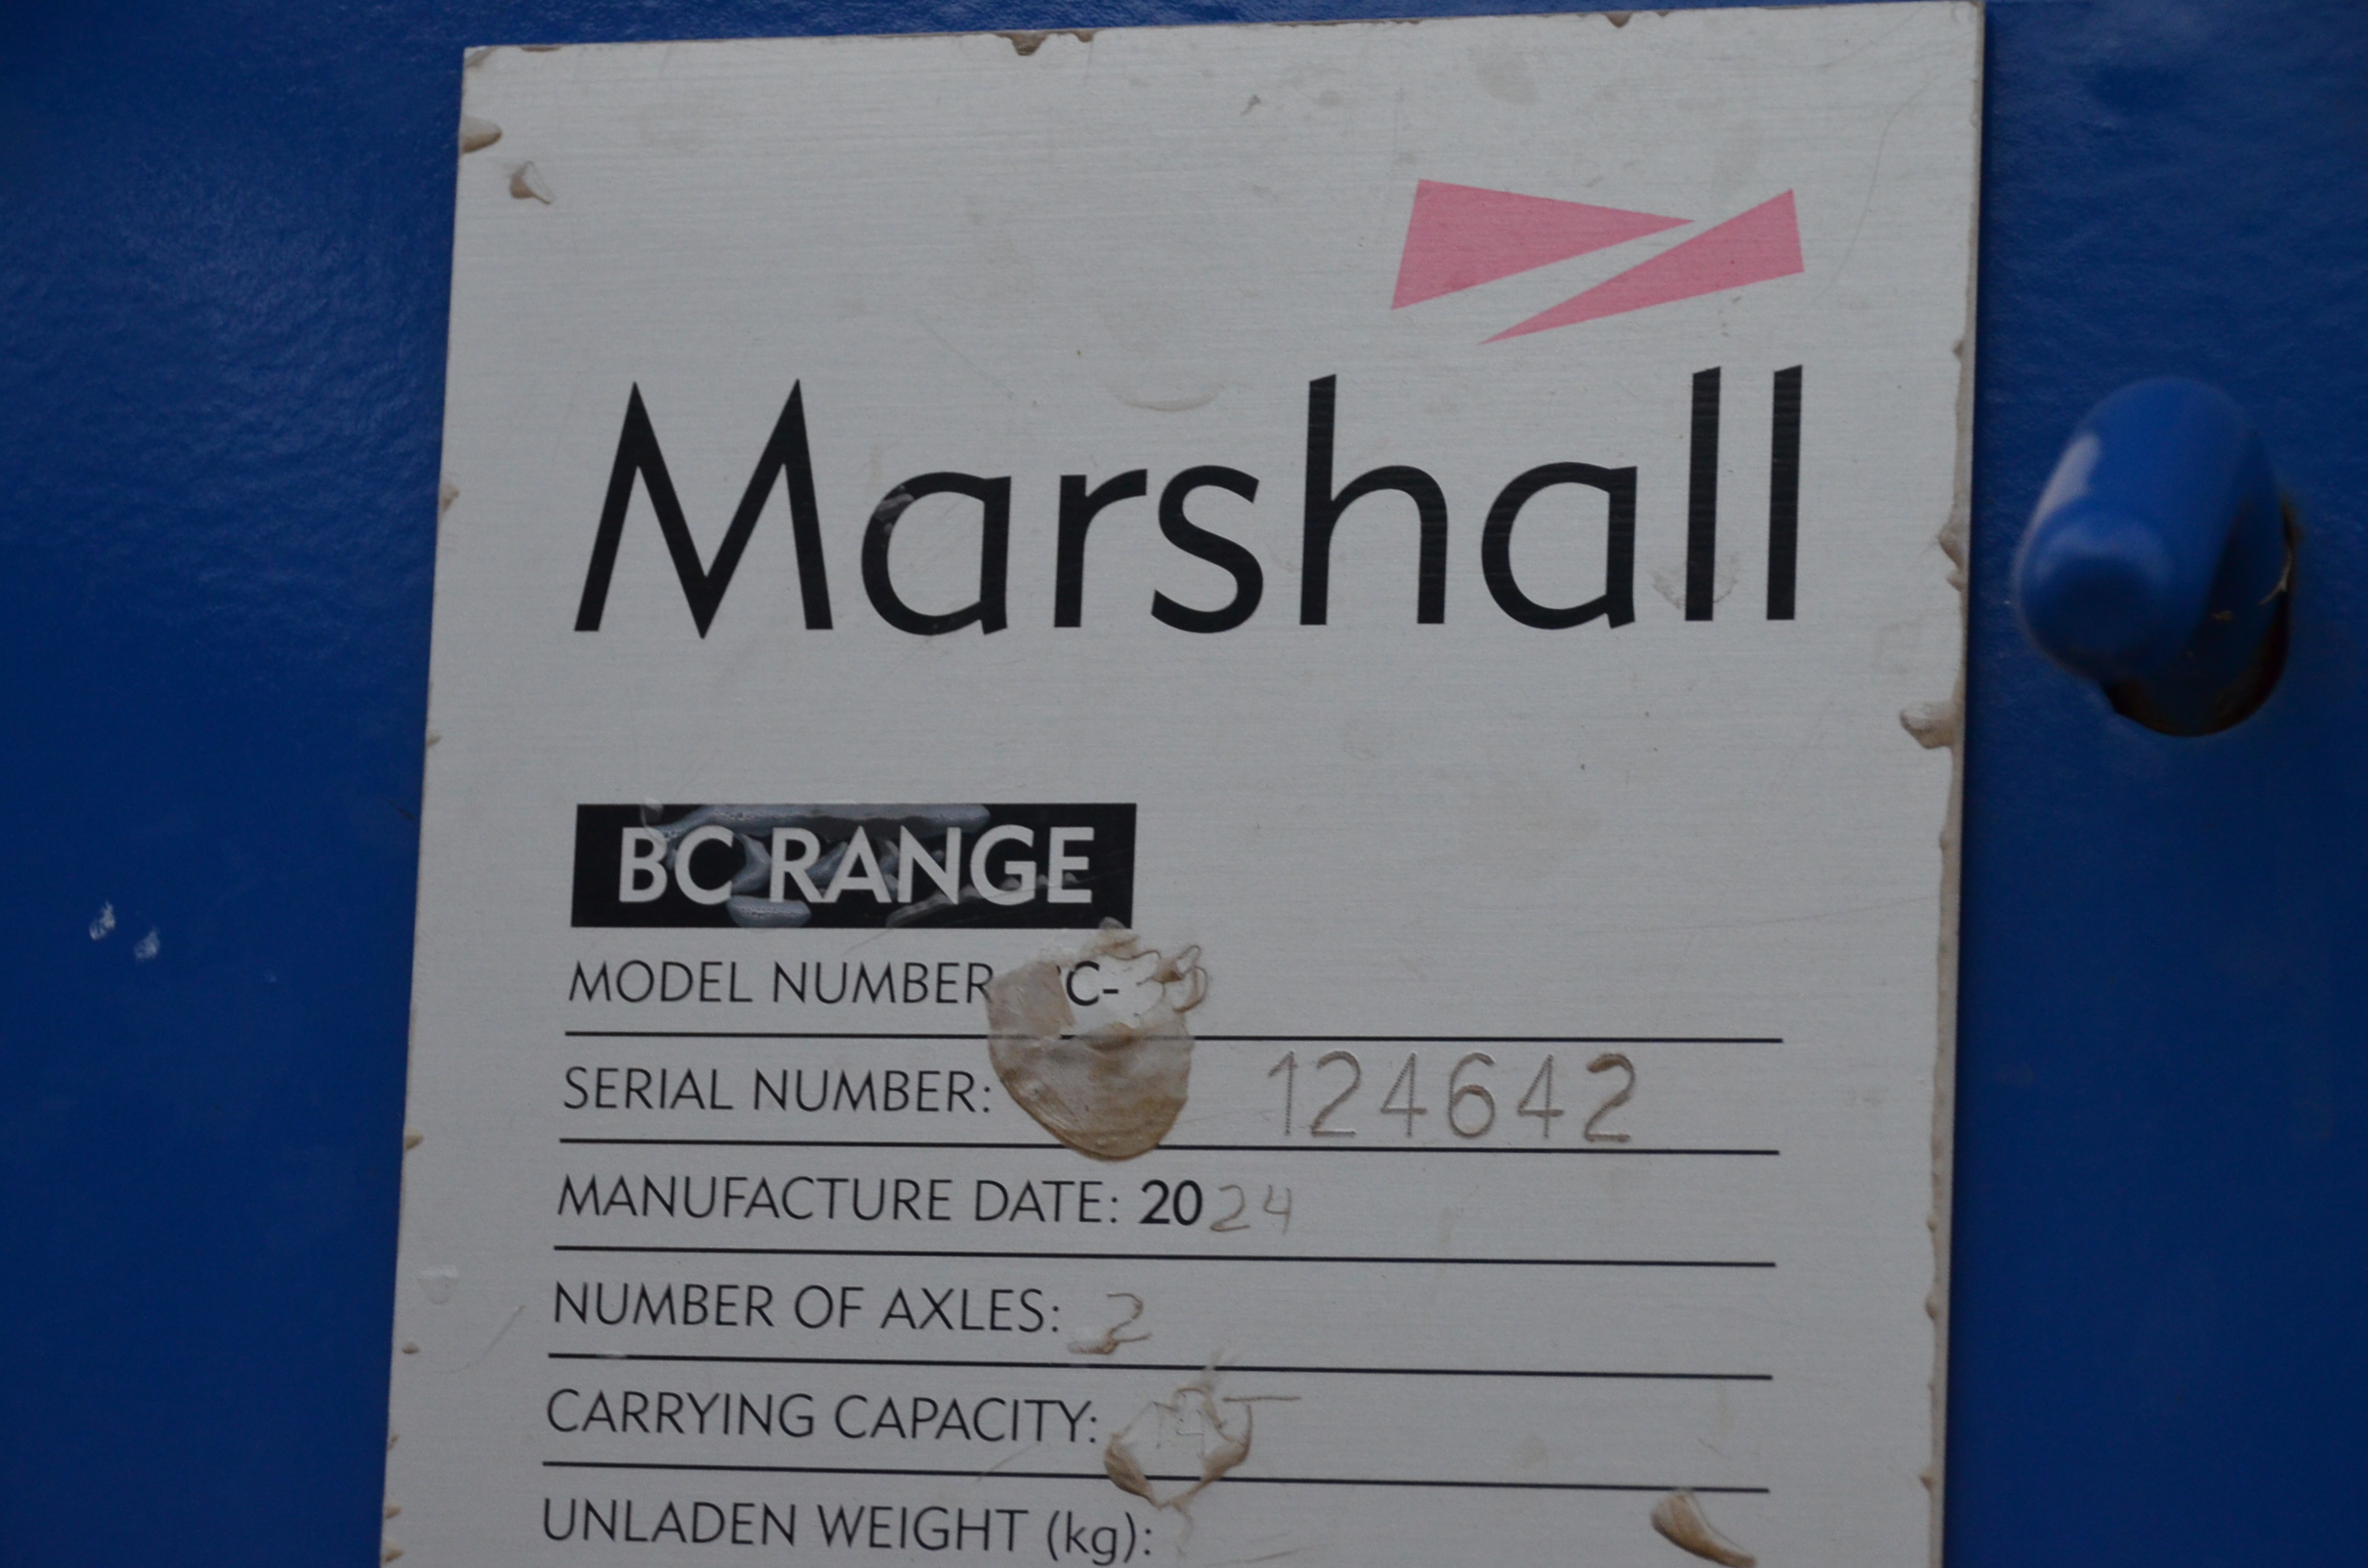 Marshall
BC RANGE
MODEL NUMBER
SERIAL NUMBER: 124642
MANUFACTURE DATE: 2024
NUMBER OF AXLES: 2
CARRYING CAPACITY:
UNLADEN WEIGHT (kg):